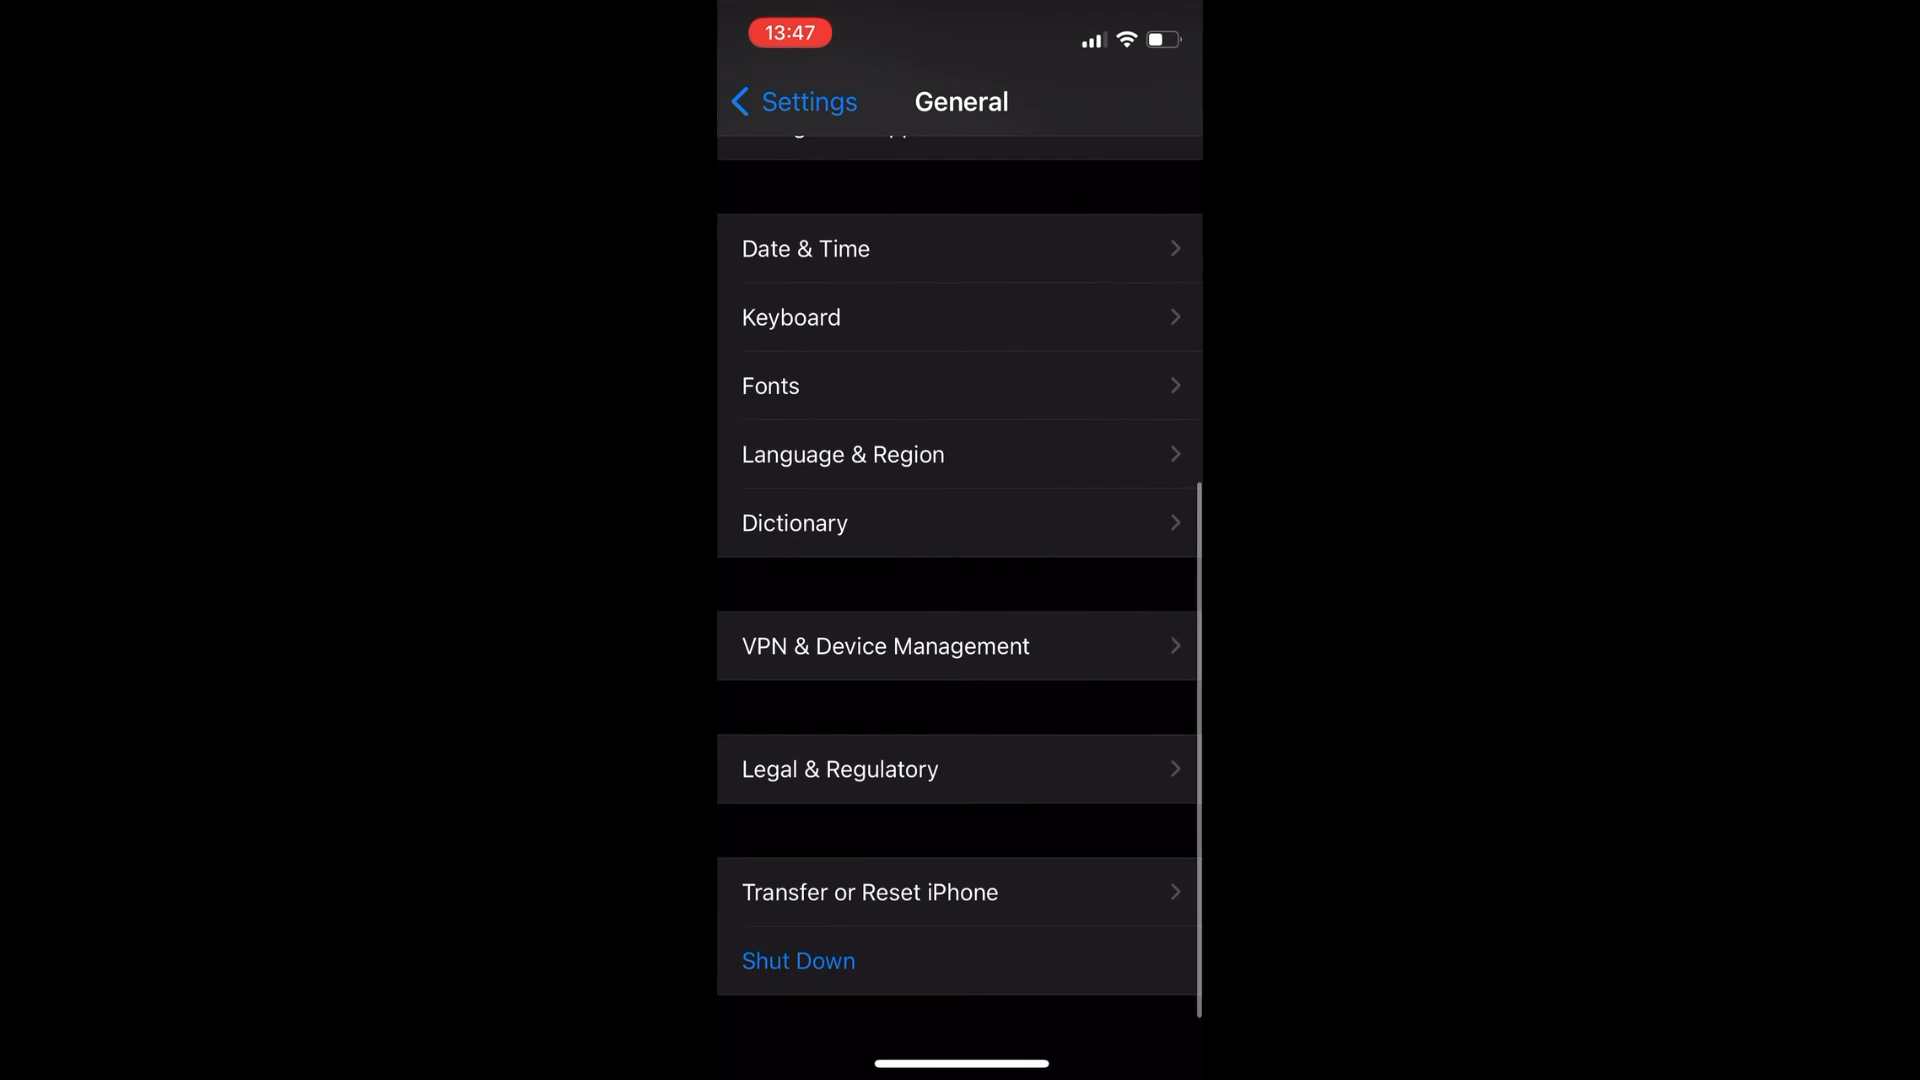 13:47
Settings
General
Date & Time
Keyboard
Fonts
Language & Region
Dictionary
VPN & Device Management
Legal & Regulatory
Transfer or Reset iPhone
Shut Down